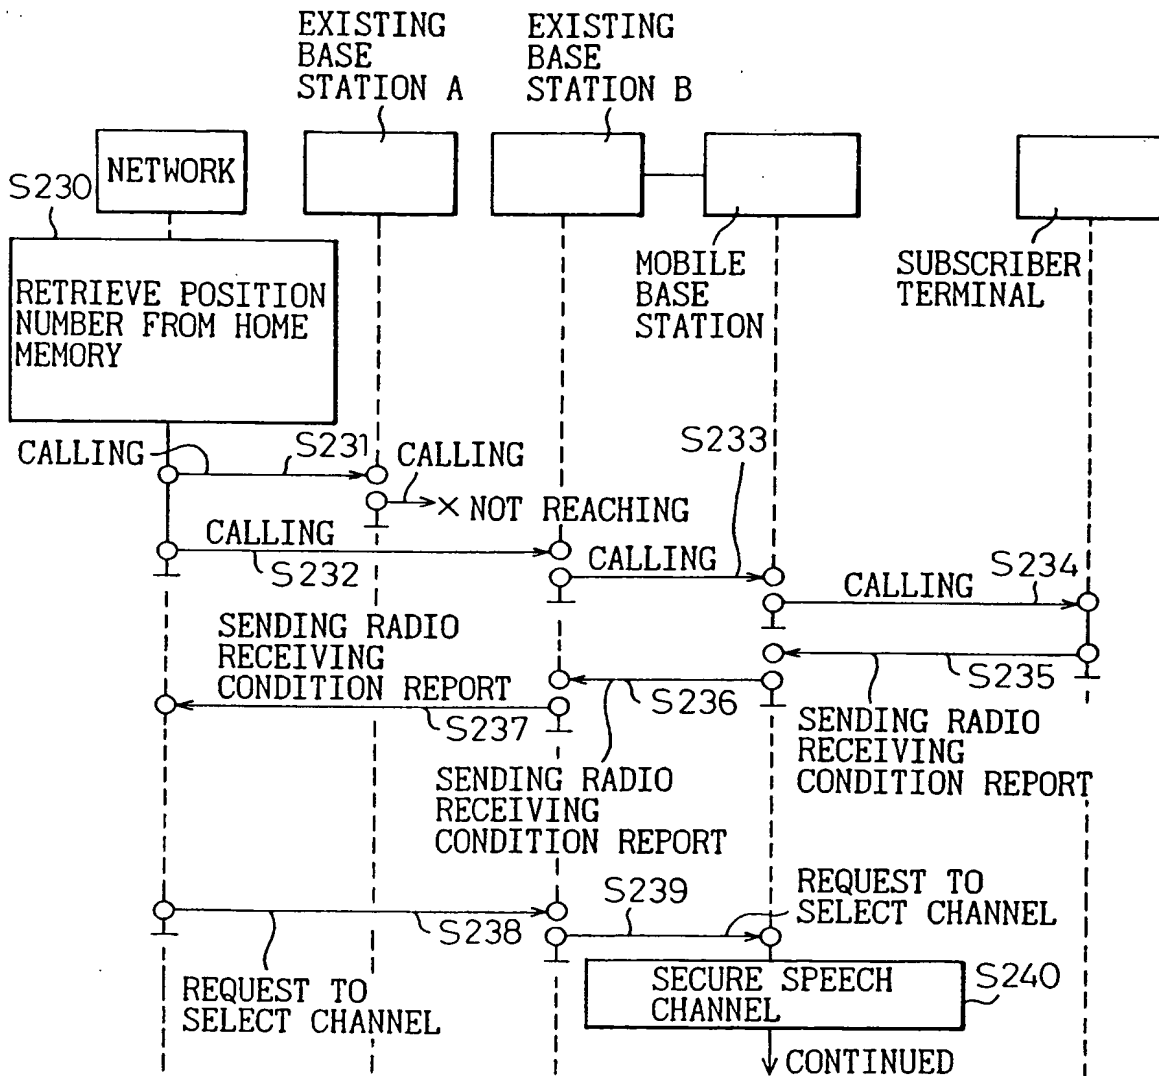 EXISTING
BASE
STATION A
EXISTING
BASE
STATION B
NETWORK
S230
MOBILE
BASE
STATION
SUBSCRIBER
TERMINAL
RETRIEVE POSITION
NUMBER FROM HOME
MEMORY
CALLING
S231
CALLING
× NOT REACHING
S233
CALLING
S232
CALLING
CALLING
S234
SENDING RADIO
RECEIVING
CONDITION REPORT
S235
S236
S237
SENDING RADIO
RECEIVING
CONDITION REPORT
SENDING RADIO
RECEIVING
CONDITION REPORT
S238
S239
REQUEST TO
SELECT CHANNEL
REQUEST TO
SELECT CHANNEL
SECURE SPEECH
CHANNEL
S240
CONTINUED